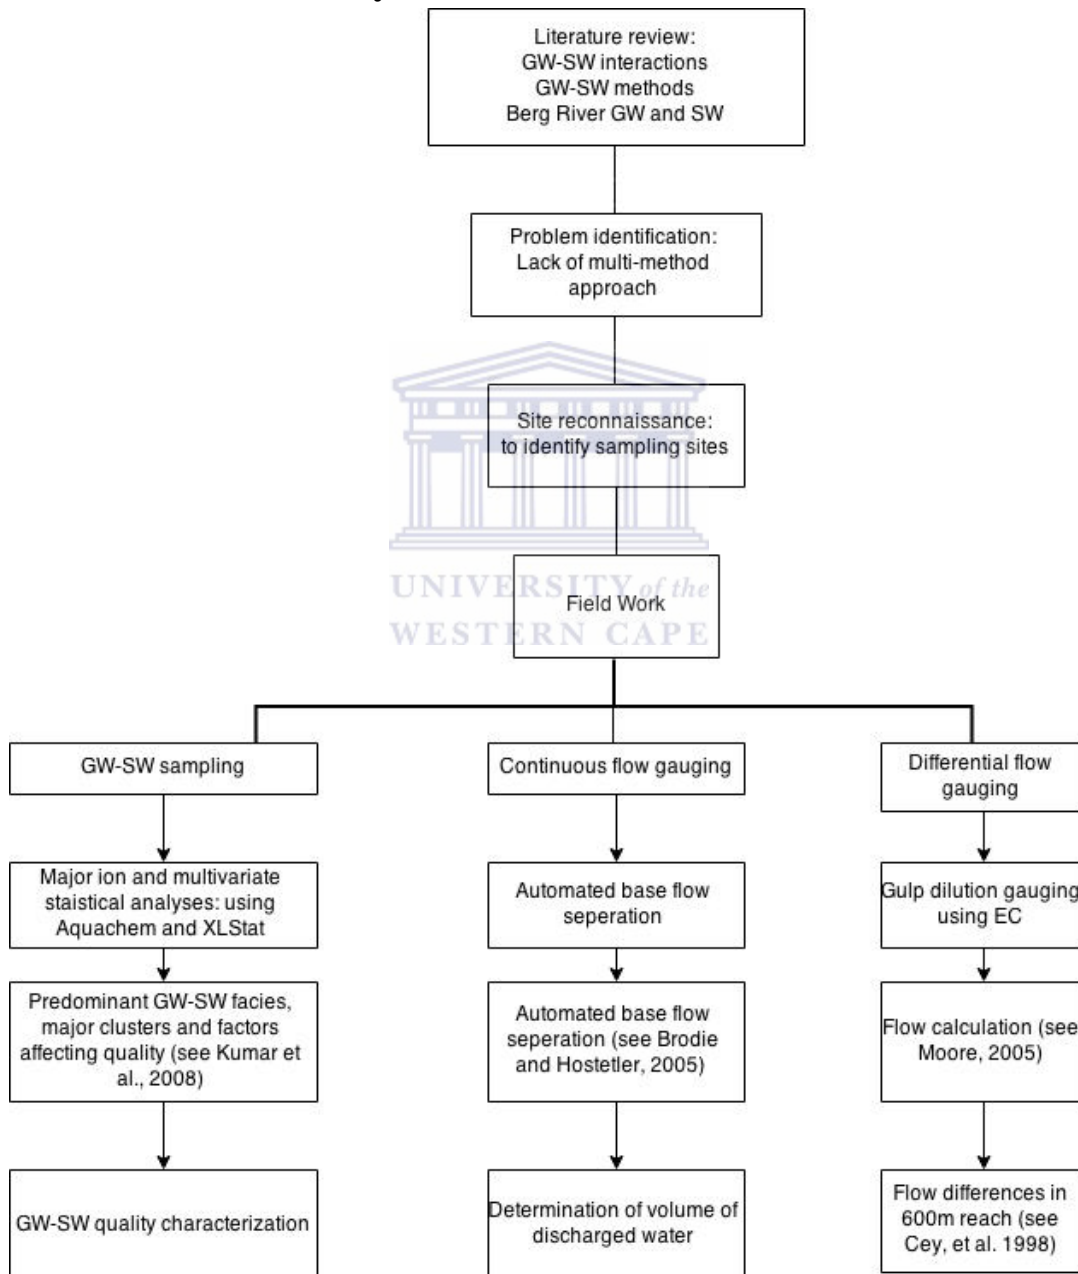 Literature review:
GW-SW interactions
GW-SW methods
Berg River GW and SW
Problem identification:
Lack of multi-method
approach
Site reconnaissance:
to identify sampling sites
UNIVERSITY of the
WESTERN CAPE
Field Work
GW-SW sampling
Major ion and multivariate
staistical analyses: using
Aquachem and XLStat
Predominant GW-SW facies,
major clusters and factors
affecting quality (see Kumar et
al., 2008)
GW-SW quality characterization
Continuous flow gauging
Automated base flow
seperation
Automated base flow
seperation (see Brodie
and Hostetler, 2005)
Determination of volume of
discharged water
Differential flow
gauging
Gulp dilution gauging
using EC
Flow calculation (see
Moore, 2005)
Flow differences in
600m reach (see
Cey, et al. 1998)